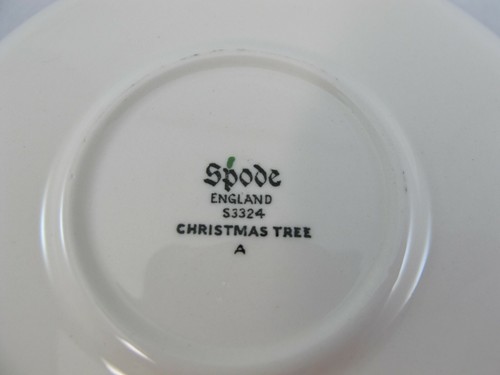 Spode
ENGLAND
S3324
CHRISTMAS TREE
A